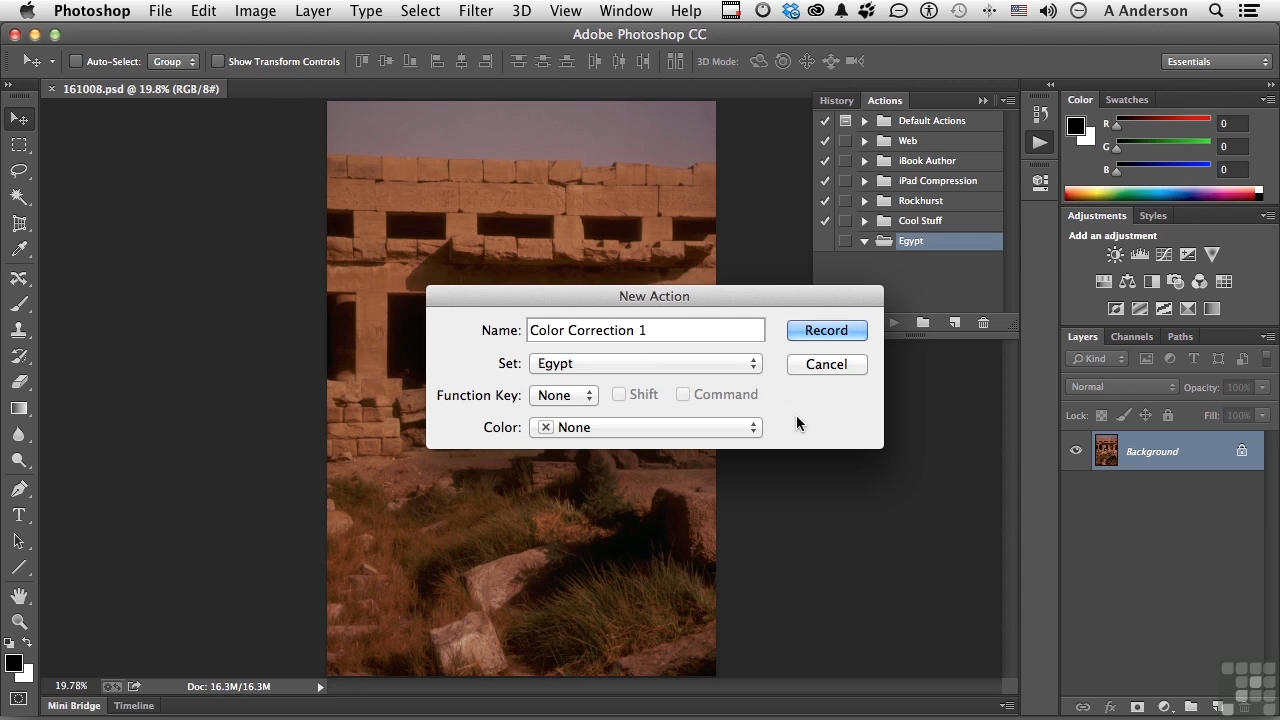 Photoshop File Edit Image Layer Type Select Filter 3D View Window Help A Anderson
Adobe Photoshop CC
Auto-Select: Group Show Transform Controls 3D Mode: Essentials
× 161008.psd @ 19.8% (RGB/8#)
History Actions
Default Actions
Web
iBook Author
iPad Compression
Rockhurst
Cool Stuff
Egypt
Color Swatches
R 0
G 0
B 0
Adjustments Styles
Add an adjustment
New Action
Name: Color Correction 1 Record
Set: Egypt Cancel
Function Key: None Shift Command
Color: None
Layers Channels Paths
Kind
Normal Opacity: 100%
Lock: Fill: 100%
Background
19.78% Doc: 16.3M/16.3M
Mini Bridge Timeline